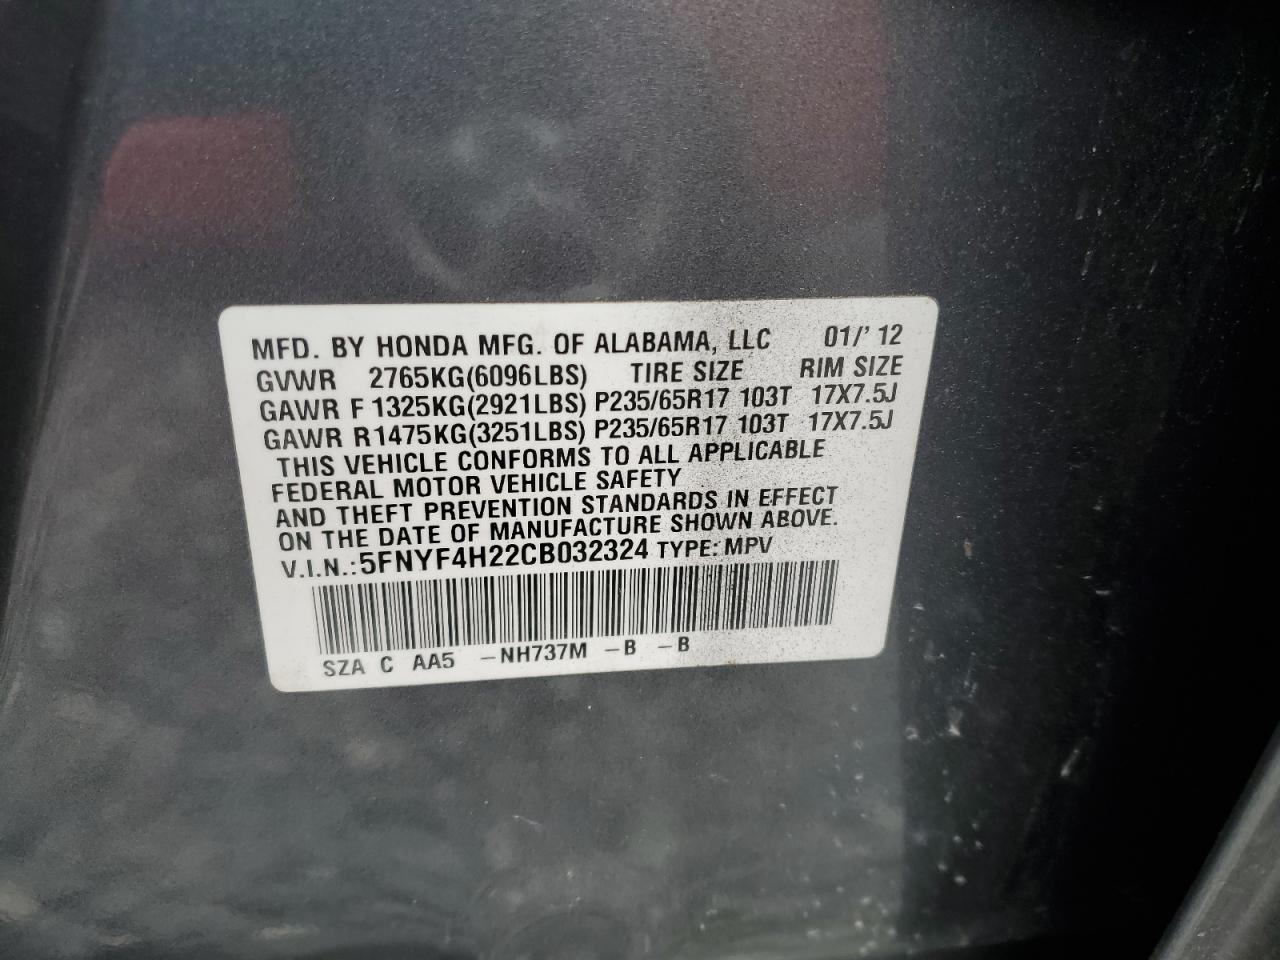 MFD. BY HONDA MFG. OF ALABAMA, LLC 01/' 12
GVWR 2765KG(6096LBS) TIRE SIZE RIM SIZE
GAWR F 1325KG(2921LBS) P235/65R17 103T 17X7.5J
GAWR R1475KG(3251LBS) P235/65R17 103T 17X7.5J
THIS VEHICLE CONFORMS TO ALL APPLICABLE
FEDERAL MOTOR VEHICLE SAFETY
AND THEFT PREVENTION STANDARDS IN EFFECT
ON THE DATE OF MANUFACTURE SHOWN ABOVE.
V.I.N.: 5FNYF4H22CB032324 TYPE: MPV
SZA C AA5 -NH737M -B -B